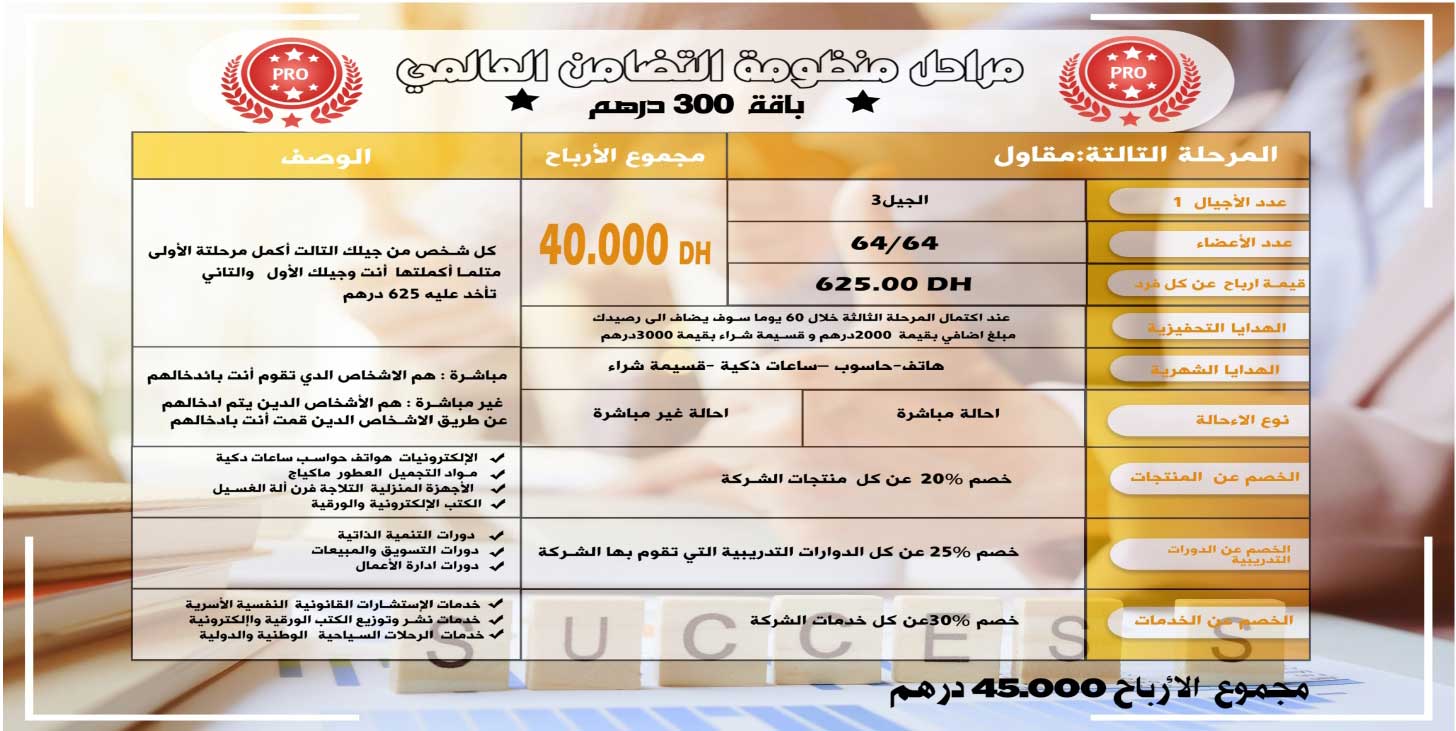 مراحل منظومة التضامن العالمي
PRO
PRO
باقة 300 درهم
المرحلة التالتة:مقاول
مجموع الأرباح
الوصف
عدد الأجيال 1
الجيل3
عدد الأعضاء
64/64
قيمة ارباح عن كل فرد
625.00 DH
40.000 DH
كل شخص من جيلك التالت أكمل مرحلتة الأولى
متلما أكملتها أنت وجيلك الأول والتاني
تأخد عليه 625 درهم
الهدايا التحفيزية
عند اكتمال المرحلة الثالثة خلال 60 يوما سوف يضاف الى رصيدك
مبلغ اضافي بقيمة 2000درهم و قسيمة شراء بقيمة 3000درهم
الهدايا الشهرية
هاتف-حاسوب –ساعات ذكية -قسيمة شراء
مباشرة : هم الاشخاص الدي تقوم أنت باندخالهم
غير مباشرة : هم الأشخاص الدين يتم ادخالهم
عن طريق الاشخاص الدين قمت أنت بادخالهم
نوع الاءحالة
احالة مباشرة
احالة غير مباشرة
الخصم عن المنتجات
خصم 20% عن كل منتجات الشركة
الإلكترونيات هواتف حواسب ساعات دكية
مواد التجميل العطور ماكياج
الأجهزة المنزلية التلاجة فرن ألة الغسيل
الكتب الإلكترونية والورقية
الخصم عن الدورات
التدريبية
خصم 25% عن كل الدوارات التدريبية التي تقوم بها الشركة
دورات التنمية الذاتية
دورات التسويق والمبيعات
دورات ادارة الأعمال
الخصم عن الخدمات
خصم 30%عن كل خدمات الشركة
خدمات الإستشارات القانونية النفسية الأسرية
خدمات نشر وتوزيع الكتب الورقية واالكترونية
خدمات الرحلات السياحية الوطنية والدولية
SUCCESS
مجموع الأرباح 45.000 درهم